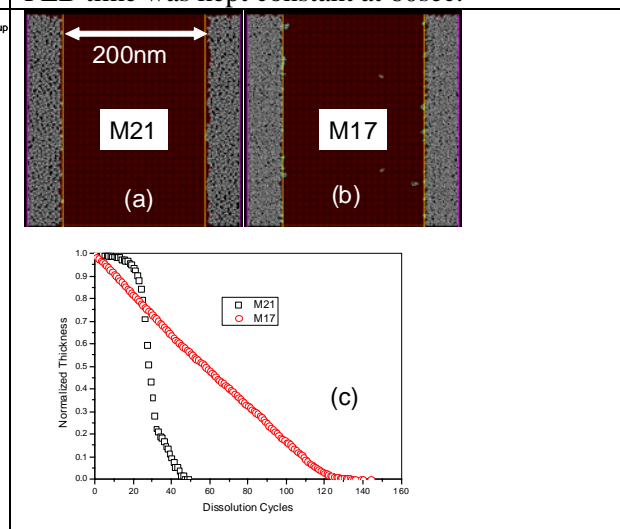 up
PEB time was kept constant at 60sec.
200nm
M21
M17
(a)
(b)
1.0
0.9
0.8
0.7
0.6
0.5
0.4
0.3
0.2
0.1
0.0
Normalized Thickness
M21
M17
(c)
0 20 40 60 80 100 120 140 160
Dissolution Cycles